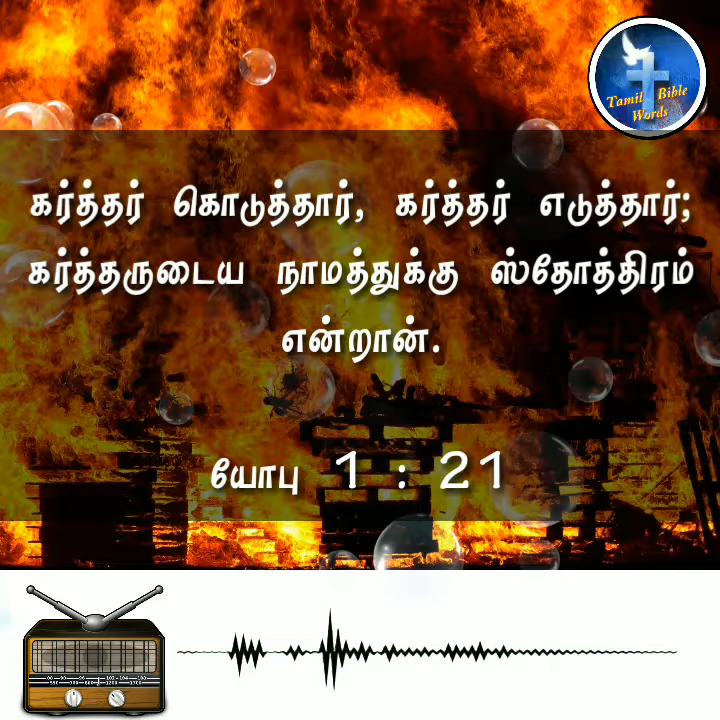 Tamil Bible
Words
கர்த்தர் கொடுத்தார், கர்த்தர் எடுத்தார்;
கர்த்தருடைய நாமத்துக்கு ஸ்தோத்திரம்
என்றான்.
யோபு 1 : 21